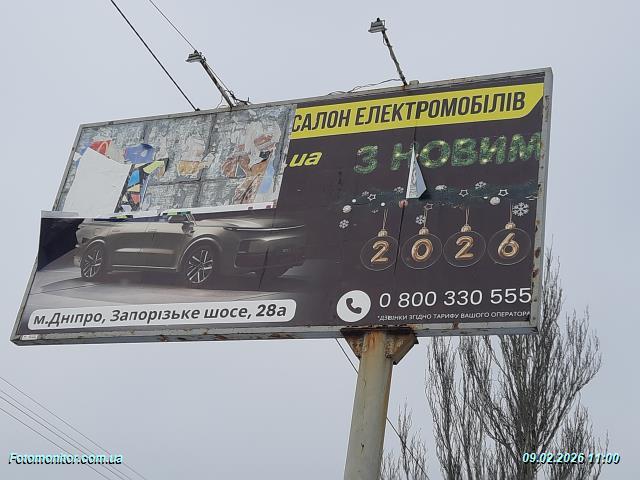 САЛОН ЕЛЕКТРОМОБІЛІВ
ua
З НОВИМ
2026
0 800 330 555
*ДЗВІНКИ ЗГІДНО ТАРИФУ ВАШОГО ОПЕРАТОРА
м.Дніпро, Запорізьке шосе, 28а
Fotomonitor.com.ua
09.02.2026 11:00